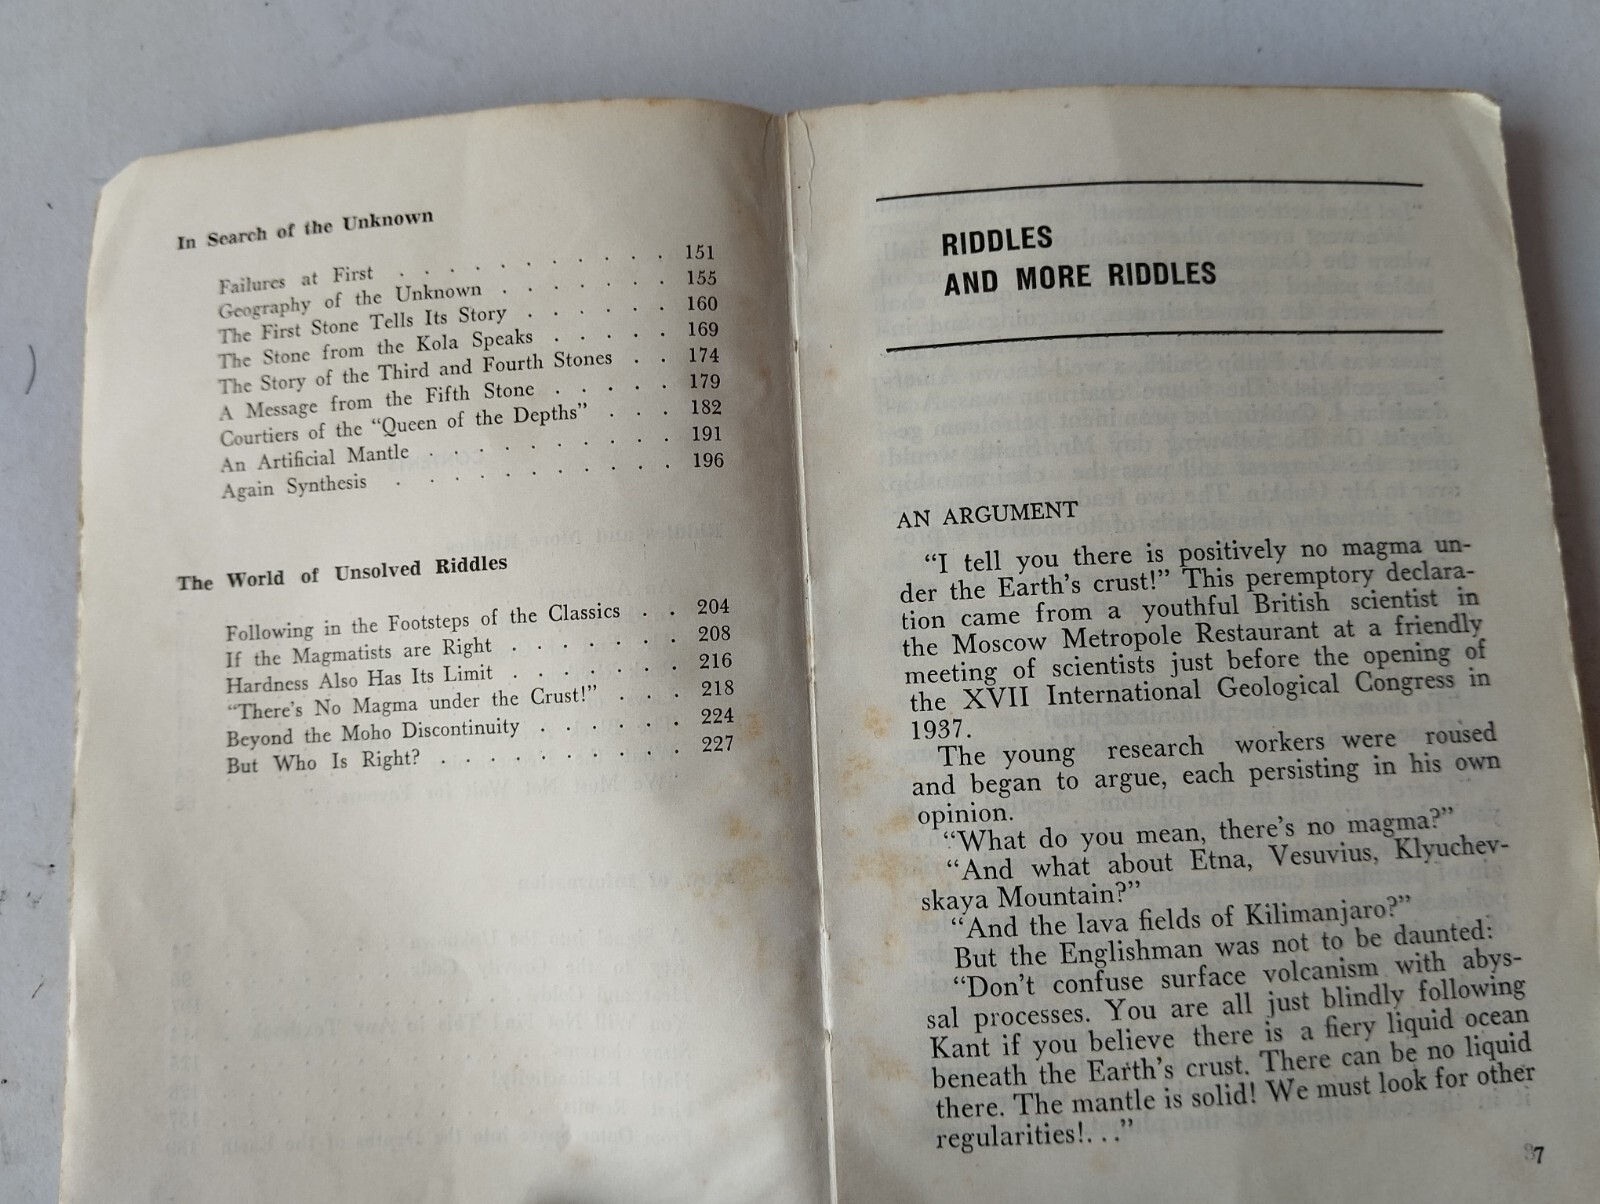 In Search of the Unknown
Failures at First . . . . . . . . . . . 151
Geography of the Unknown . . . . . . . 155
The First Stone Tells Its Story . . . . . . 160
The Stone from the Kola Speaks . . . . . 169
The Story of the Third and Fourth Stones . . 174
A Message from the Fifth Stone . . . . . 179
Courtiers of the “Queen of the Depths” . . . 182
An Artificial Mantle . . . . . . . . . 191
Again Synthesis . . . . . . . . . . 196
The World of Unsolved Riddles
Following in the Footsteps of the Classics . . 204
If the Magmatists are Right . . . . . . . 208
Hardness Also Has Its Limit . . . . . . . 216
“There’s No Magma under the Crust!” . . . 218
Beyond the Moho Discontinuity . . . . . . 224
But Who Is Right? . . . . . . . . . 227
RIDDLES
AND MORE RIDDLES
AN ARGUMENT
“I tell you there is positively no magma un-
der the Earth’s crust!” This peremptory declara-
tion came from a youthful British scientist in
the Moscow Metropole Restaurant at a friendly
meeting of scientists just before the opening of
the XVII International Geological Congress in
1937.
The young research workers were roused
and began to argue, each persisting in his own
opinion.
“What do you mean, there’s no magma?”
“And what about Etna, Vesuvius, Klyuchev-
skaya Mountain?”
“And the lava fields of Kilimanjaro?”
But the Englishman was not to be daunted:
“Don’t confuse surface volcanism with abys-
sal processes. You are all just blindly following
Kant if you believe there is a fiery liquid ocean
beneath the Earth’s crust. There can be no liquid
there. The mantle is solid! We must look for other
regularities!. . .”
7